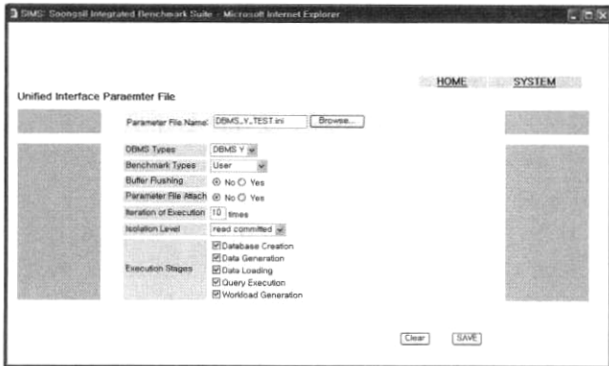 SIMS: Soongsil Integrated Benchmark Suite - Microsoft Internet Explorer
HOME SYSTEM
Unified Interface Paraemter File
Parameter File Name: DBMS_Y_TEST.ini Browse...
DBMS Types DBMS Y
Benchmark Types User
Buffer Flushing No Yes
Parameter File Attach No Yes
Iteration of Execution 10 times
Isolation Level read committed
Execution Stages
Database Creation
Data Generation
Data Loading
Query Execution
Workload Generation
Clear SAVE